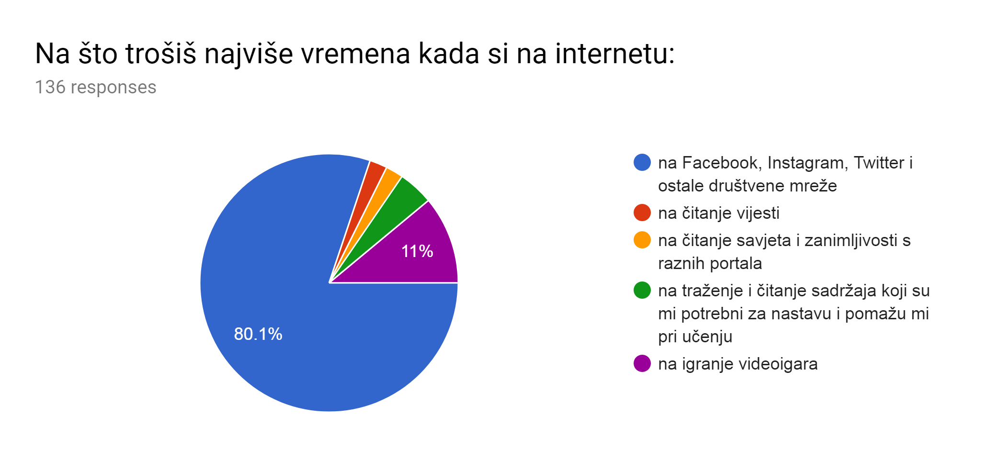 Na što trošiš najviše vremena kada si na internetu:
136 responses
11%
80.1%
na Facebook, Instagram, Twitter i
ostale društvene mreže
na čitanje vijesti
na čitanje savjeta i zanimljivosti s
raznih portala
na traženje i čitanje sadržaja koji su
mi potrebni za nastavu i pomažu mi
pri učenju
na igranje videoigara